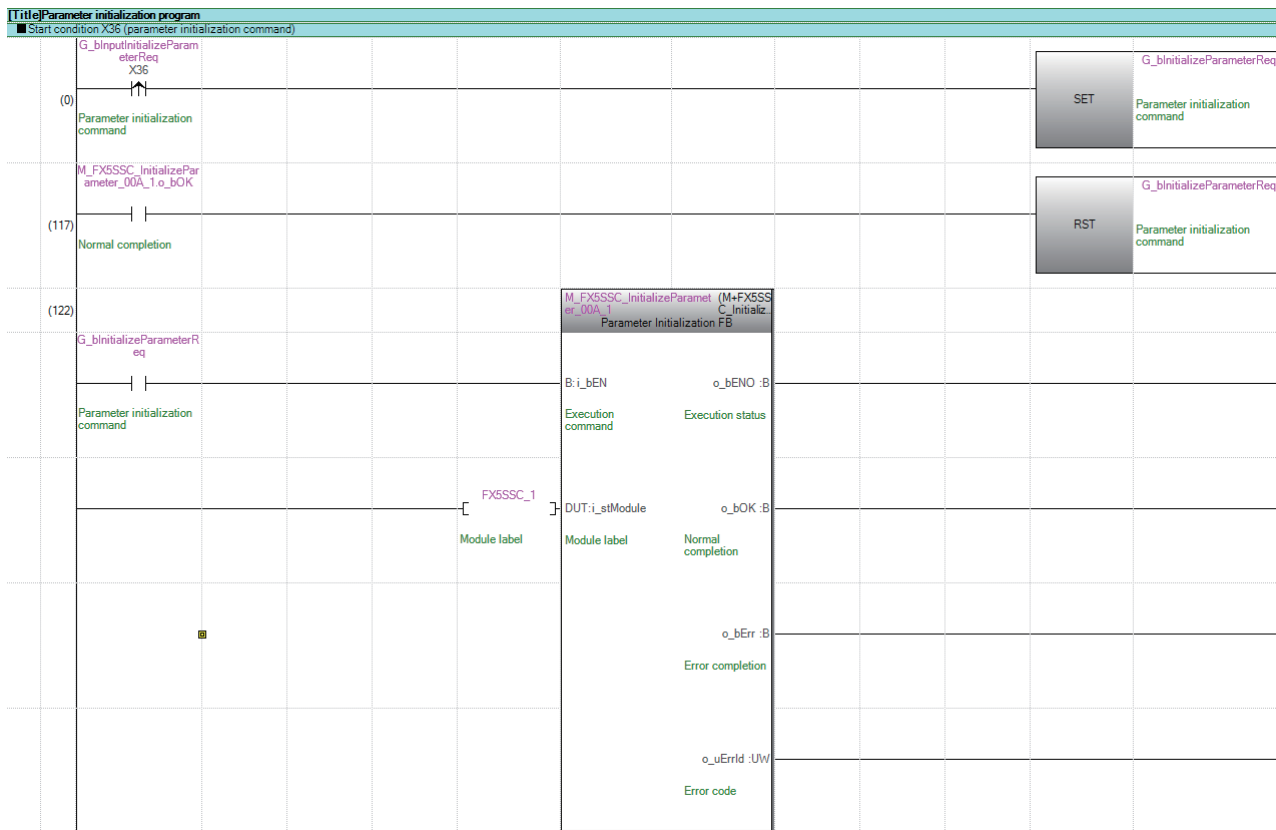 [Title]Parameter initialization program
■Start condition X36 (parameter initialization command)
G_bInputInitializeParam
eterReq
X36
G_bInitializeParameterReq
(0)
SET
Parameter initialization
command
Parameter initialization
command
M_FX5SSC_InitializePar
ameter_00A_1.o_bOK
G_bInitializeParameterReq
(117)
RST
Normal completion
Parameter initialization
command
(122)
M_FX5SSC_InitializeParamet
er_00A_1
(M+FX5SS
C_Initializ...
Parameter Initialization FB
G_bInitializeParameterR
eq
B:i_bEN
o_bENO :B
Parameter initialization
command
Execution
command
Execution status
FX5SSC_1
DUT:i_stModule
o_bOK :B
Module label
Module label
Normal
completion
o_bErr :B
Error completion
o_uErrId :UW
Error code